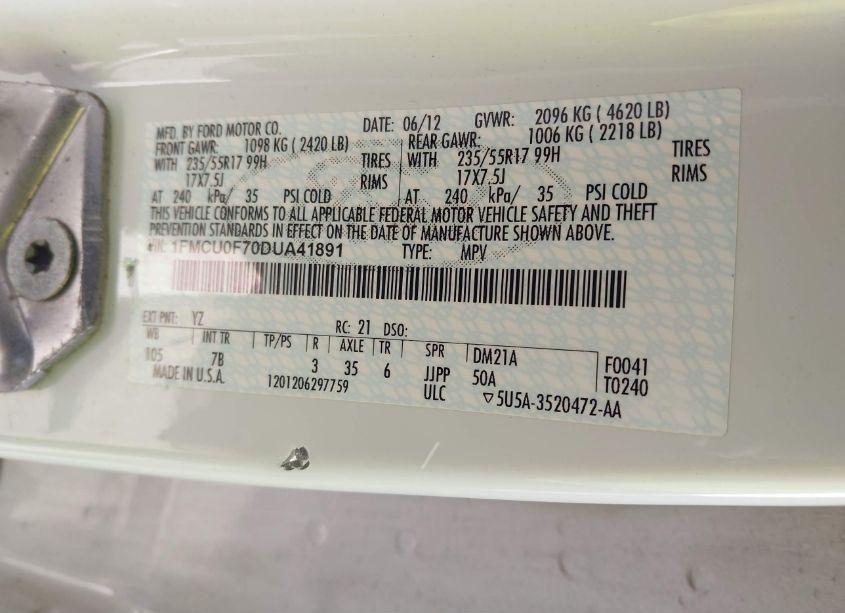 MFD. BY FORD MOTOR CO. DATE: 06/12 GVWR: 2096 KG ( 4620 LB)
FRONT GAWR: 1098 KG ( 2420 LB) REAR GAWR: 1006 KG ( 2218 LB)
WITH 235/55R17 99H TIRES WITH 235/55R17 99H TIRES
17X7.5J RIMS 17X7.5J RIMS
AT 240 kPa/ 35 PSI COLD AT 240 kPa/ 35 PSI COLD
THIS VEHICLE CONFORMS TO ALL APPLICABLE FEDERAL MOTOR VEHICLE SAFETY AND THEFT
PREVENTION STANDARDS IN EFFECT ON THE DATE OF MANUFACTURE SHOWN ABOVE.
VIN: 1FMCU0F70DUA41891 TYPE: MPV
EXT PNT: YZ RC: 21 DSO:
WB INT TR TP/PS R AXLE TR SPR DM21A F0041
105 7B 3 35 6 JJPP 50A T0240
MADE IN U.S.A. 1201206297759 ULC ▽5U5A-3520472-AA